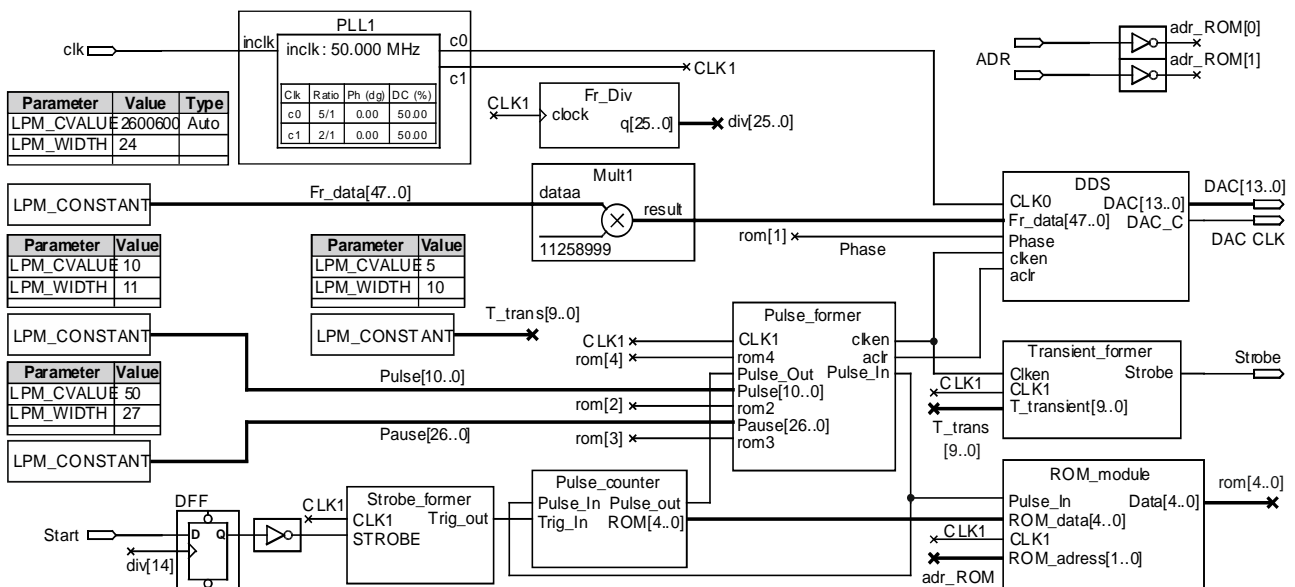 PLL1
clk
inclk
inclk : 50.000 MHz
c0
c1
Clk Ratio Ph (dg) DC (%)
c0 5/1 0.00 50.00
c1 2/1 0.00 50.00
CLK1
ADR
adr_ROM[0]
adr_ROM[1]
Parameter Value Type
LPM_CVALUE 2600600 Auto
LPM_WIDTH 24
CLK1
Fr_Div
clock
q[25..0]
div[25..0]
LPM_CONSTANT
Fr_data[47..0]
Mult1
dataa
result
11258999
DDS
CLK0
Fr_data[47..0]
Phase
clken
aclr
DAC[13..0]
DAC_C
DAC[13..0]
DAC CLK
rom[1]
Phase
Parameter Value
LPM_CVALUE 10
LPM_WIDTH 11
Parameter Value
LPM_CVALUE 5
LPM_WIDTH 10
LPM_CONSTANT
LPM_CONSTANT
T_trans[9..0]
Pulse_former
CLK1
rom4
Pulse_Out
Pulse[10..0]
rom2
Pause[26..0]
rom3
clken
aclr
Pulse_In
CLK1
rom[4]
Pulse[10..0]
rom[2]
Pause[26..0]
rom[3]
Parameter Value
LPM_CVALUE 50
LPM_WIDTH 27
LPM_CONSTANT
Transient_former
Clken
CLK1
T_transient[9..0]
Strobe
Strobe
CLK1
T_trans
[9..0]
DFF
Start
D Q
div[14]
CLK1
Strobe_former
CLK1
STROBE
Trig_out
Pulse_counter
Pulse_In Pulse_out
Trig_In ROM[4..0]
ROM_module
Pulse_In
ROM_data[4..0]
CLK1
ROM_adress[1..0]
Data[4..0]
rom[4..0]
CLK1
adr_ROM